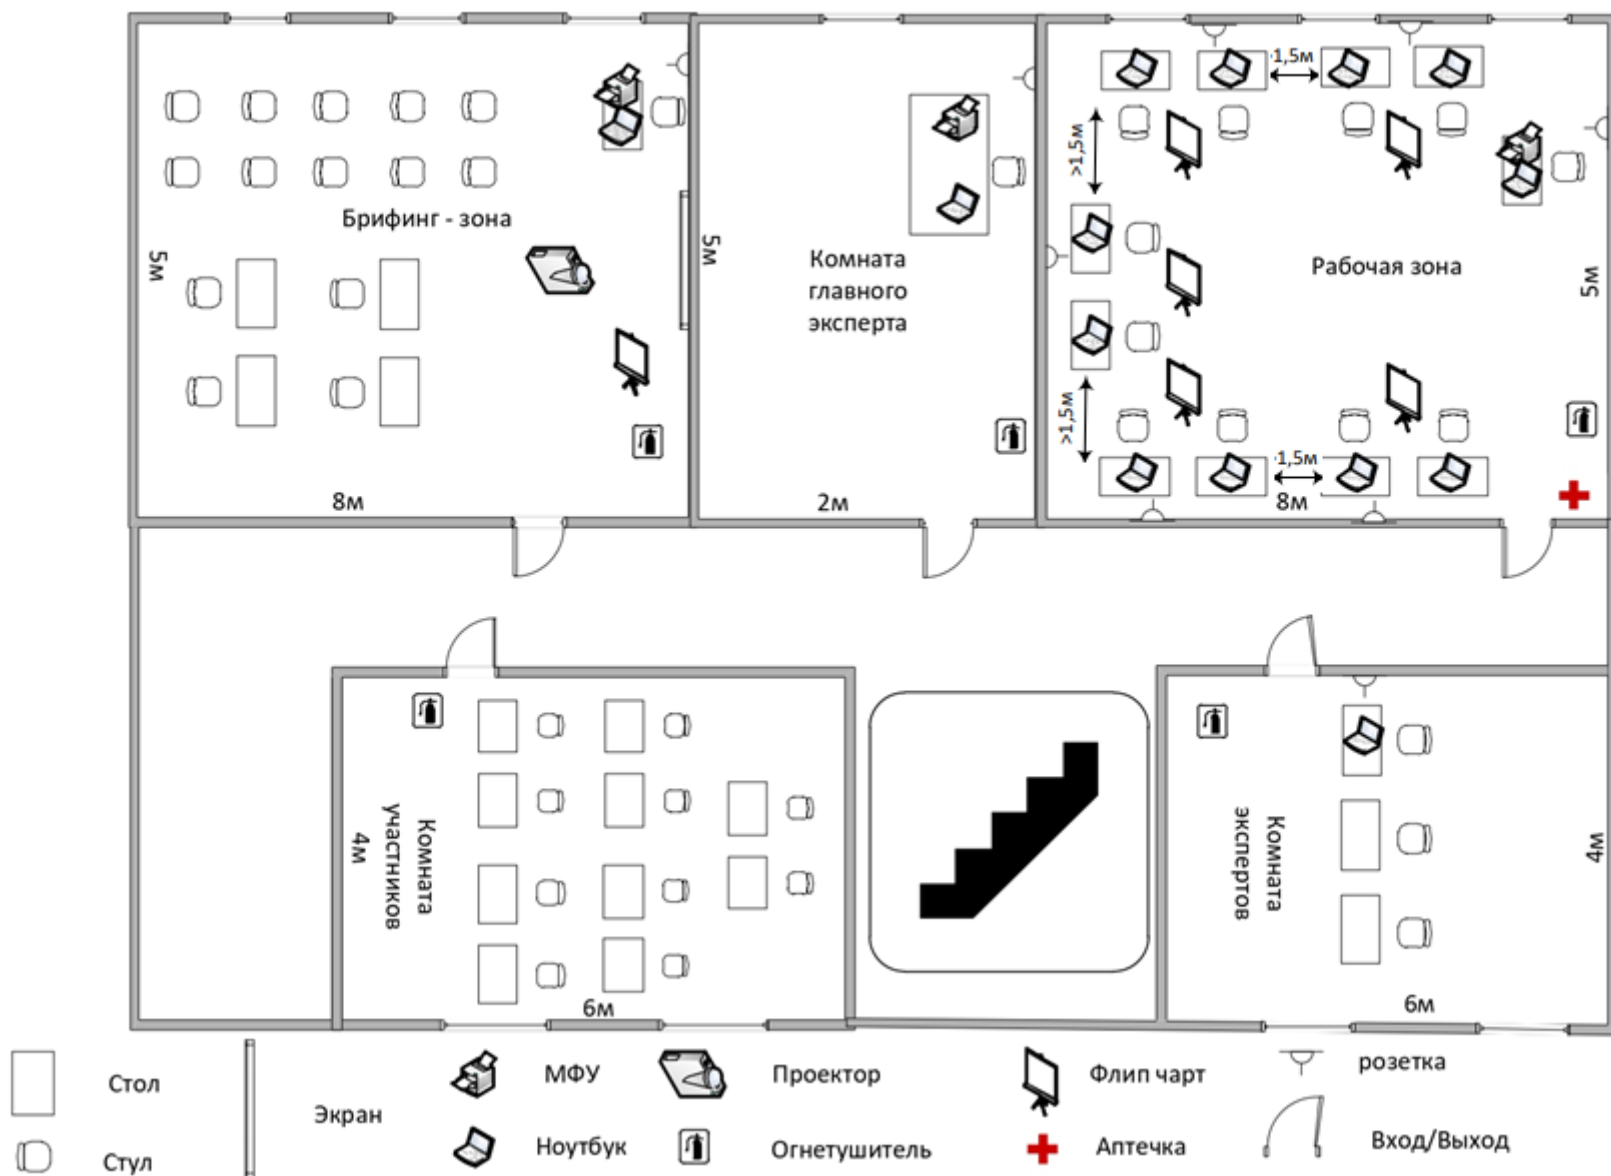 1,5м
1,5м
>1,5м
Брифинг - зона
5м
5м
Комната
главного
эксперта
Рабочая зона
5м
>1,5м
1,5м
8м
2м
8м
Комната
участников
4м
6м
Комната
экспертов
4м
6м
Стол
Экран
МФУ
Проектор
Флип чарт
розетка
Стул
Ноутбук
Огнетушитель
Аптечка
Вход/Выход